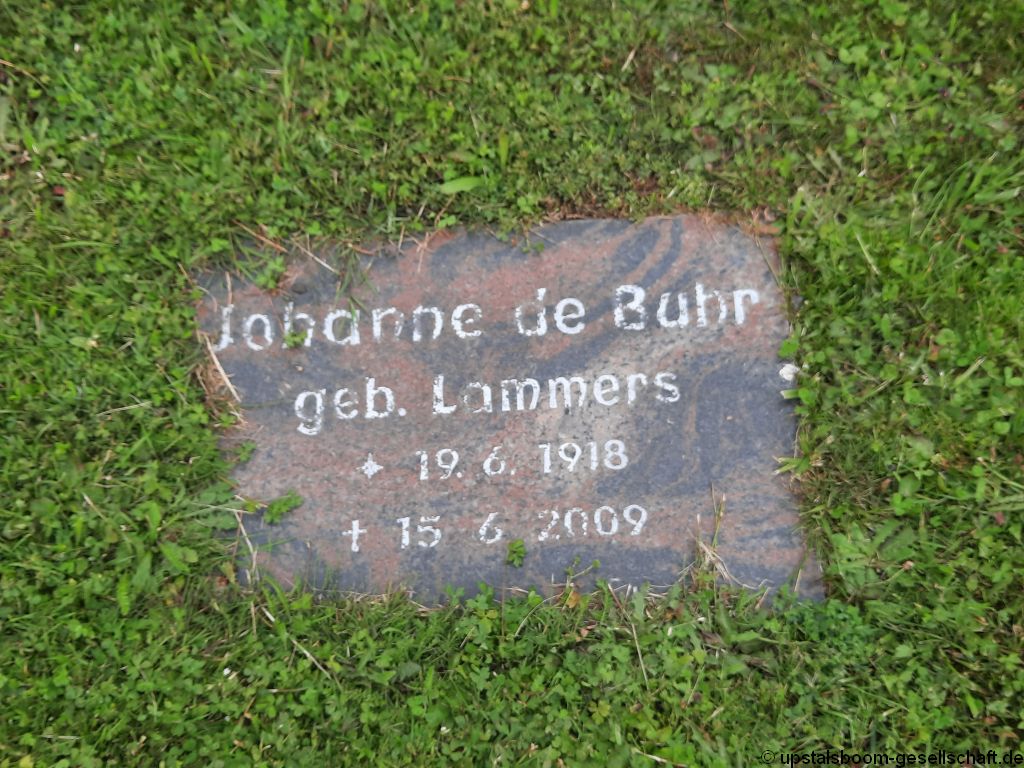 Johanne de Buhr
geb. Lammers
* 19. 6. 1918
† 15 6 2009
© upstalsboom-gesellschaft.de